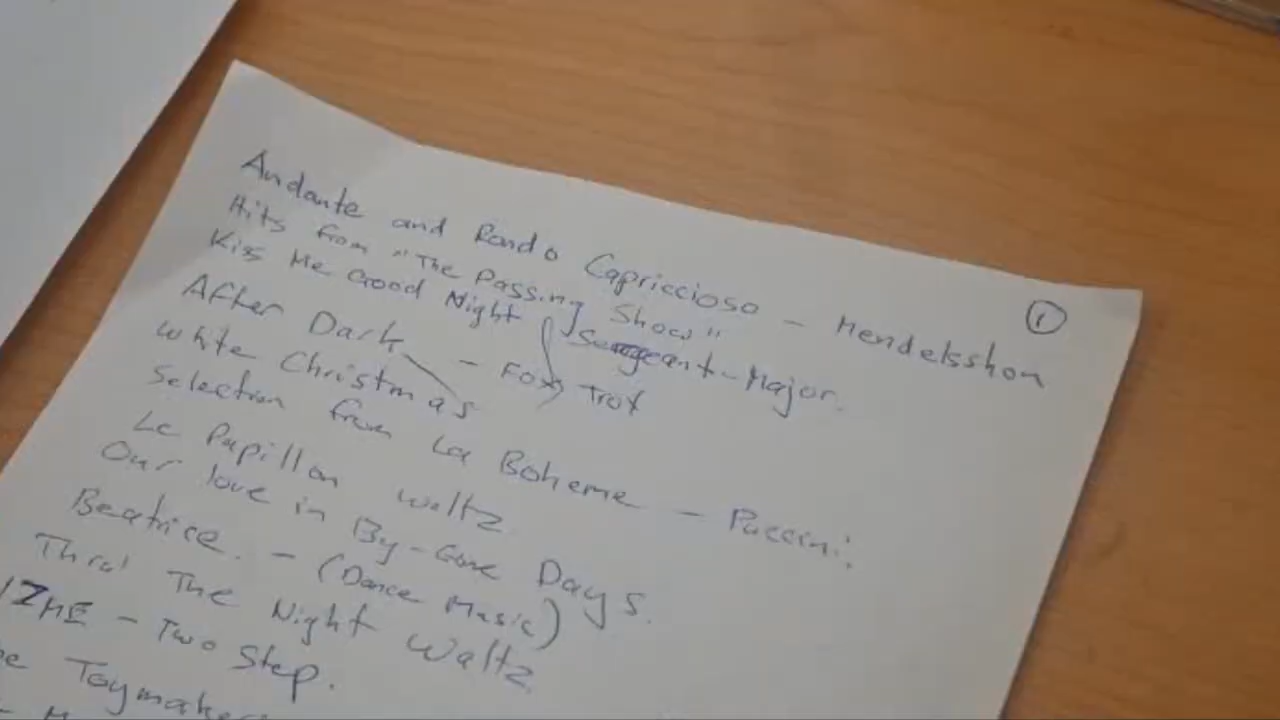 ①
Andante and Rondo Capriccioso - Mendelsshon
Hits from "The Passing Show"
Kiss Me Good Night Sergeant-Major.
After Dark - Fox Trot
White Christmas
Selection from La Boheme - Puccini.
Le Papillon Waltz
Our love in By-Gone Days.
Beatrice. - (Dance Music)
Thro' The Night Waltz.
- Two Step.
Toymaker